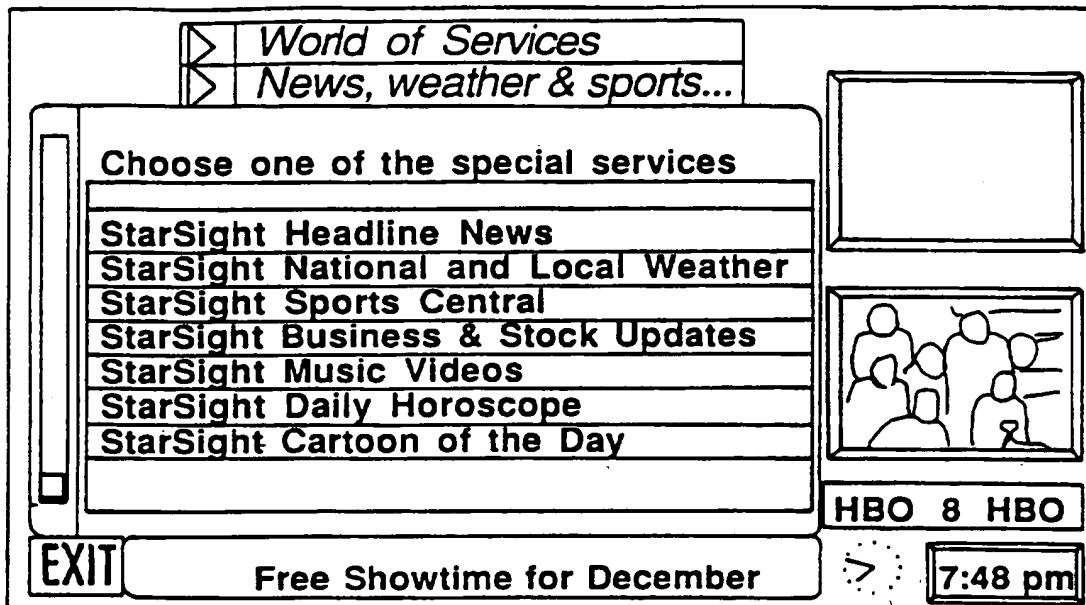 World of Services
News, weather & sports...
Choose one of the special services
StarSight Headline News
StarSight National and Local Weather
StarSight Sports Central
StarSight Business & Stock Updates
StarSight Music Videos
StarSight Daily Horoscope
StarSight Cartoon of the Day
HBO 8 HBO
EXIT
Free Showtime for December
7:48 pm